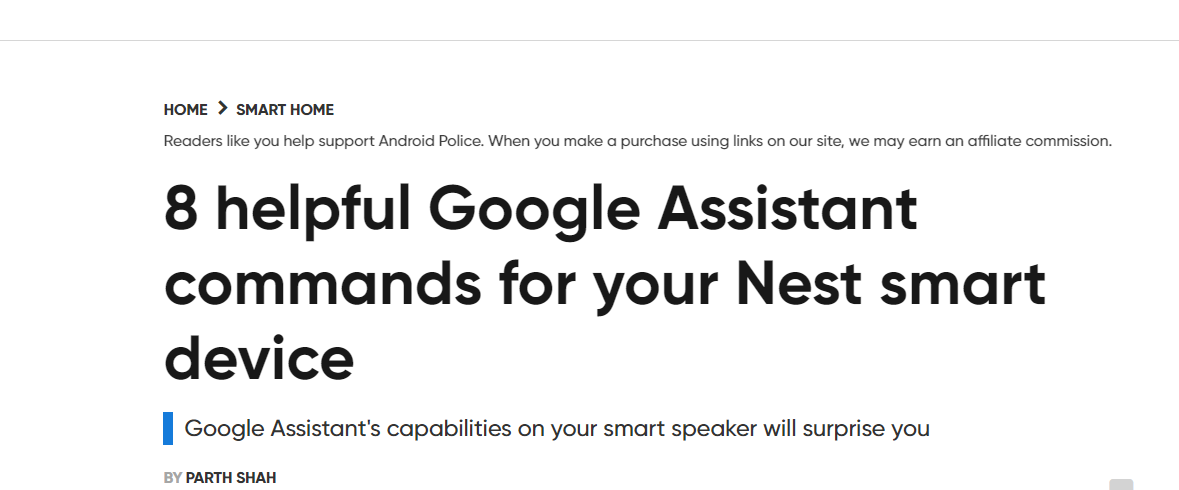 HOME > SMART HOME
Readers like you help support Android Police. When you make a purchase using links on our site, we may earn an affiliate commission.
8 helpful Google Assistant
commands for your Nest smart
device
Google Assistant's capabilities on your smart speaker will surprise you
BY PARTH SHAH